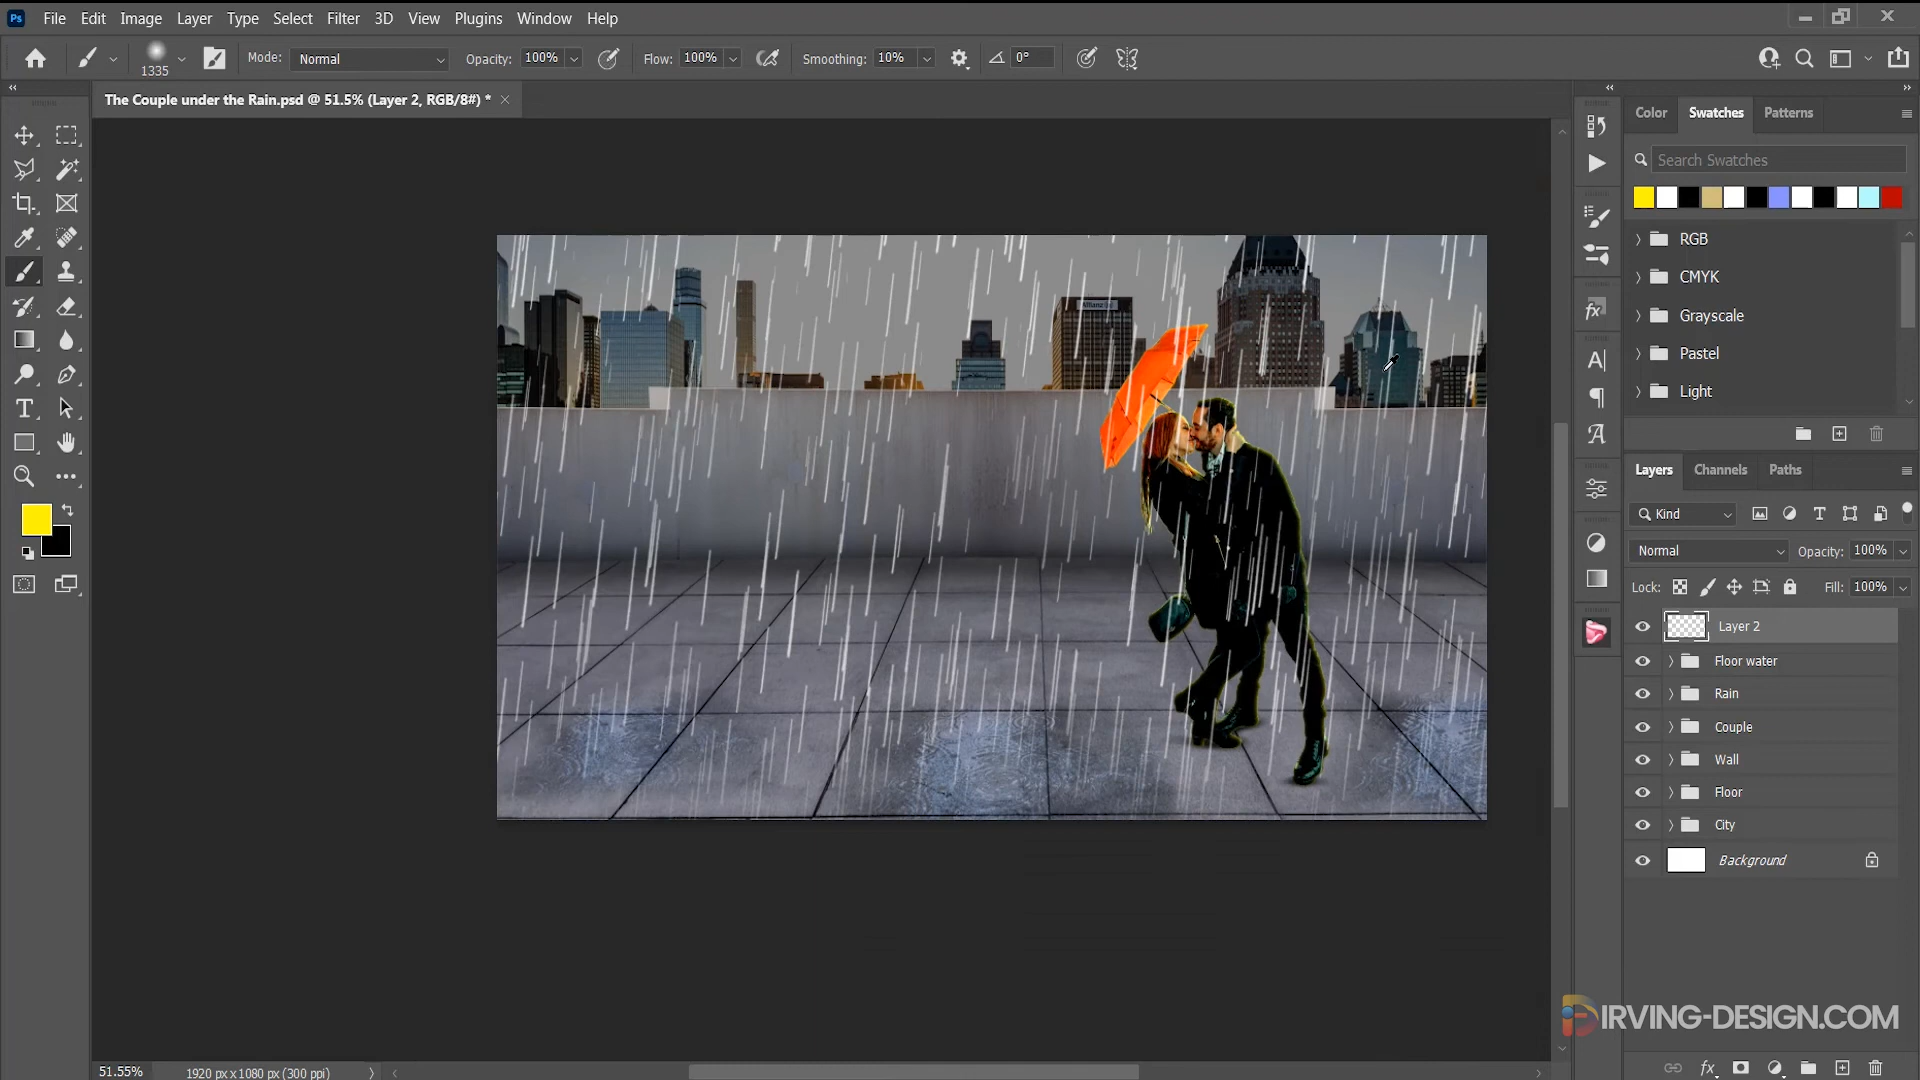 Ps File Edit Image Layer Type Select Filter 3D View Plugins Window Help
1335 Mode: Normal Opacity: 100% Flow: 100% Smoothing: 10% 0°
The Couple under the Rain.psd @ 51.5% (Layer 2, RGB/8#) *
Color Swatches Patterns
Search Swatches
RGB
CMYK
Grayscale
Pastel
Light
Allianz
Layers Channels Paths
Kind
Normal Opacity: 100%
Lock: Fill: 100%
Layer 2
Floor water
Rain
Couple
Wall
Floor
City
Background
IRVING-DESIGN.COM
51.55% 1920 px x 1080 px (300 ppi)